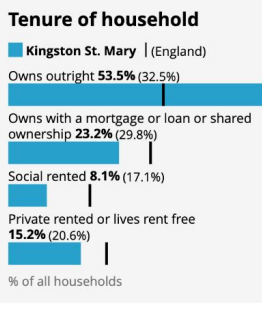 Tenure of household
Kingston St. Mary | (England)
Owns outright 53.5% (32.5%)
Owns with a mortgage or loan or shared
ownership 23.2% (29.8%)
Social rented 8.1% (17.1%)
Private rented or lives rent free
15.2% (20.6%)
% of all households